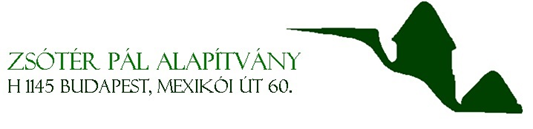 ZSÓTÉR PÁL ALAPÍTVÁNY
H 1145 BUDAPEST, MEXIKÓI ÚT 60.